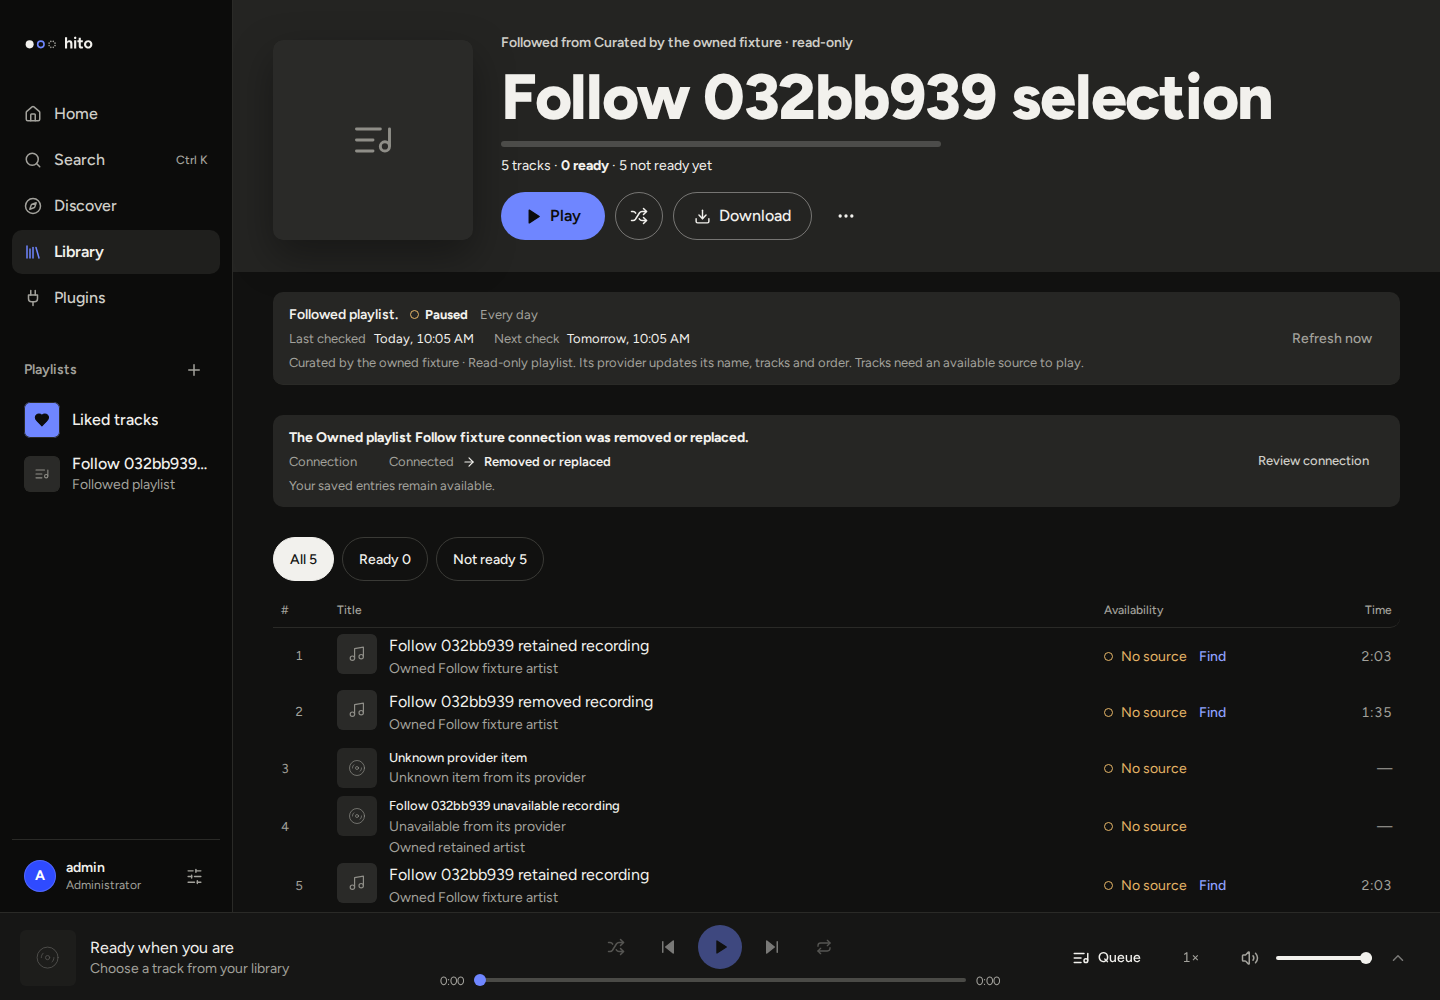 hito
Home
Search Ctrl K
Discover
Library
Plugins
Playlists
Liked tracks
Follow 032bb939...
Followed playlist
A
admin
Administrator
Followed from Curated by the owned fixture · read-only
Follow 032bb939 selection
5 tracks · 0 ready · 5 not ready yet
Play
Download
Followed playlist. Paused Every day
Last checked Today, 10:05 AM Next check Tomorrow, 10:05 AM
Refresh now
Curated by the owned fixture · Read-only playlist. Its provider updates its name, tracks and order. Tracks need an available source to play.
The Owned playlist Follow fixture connection was removed or replaced.
Connection Connected → Removed or replaced
Review connection
Your saved entries remain available.
All 5 Ready 0 Not ready 5
# Title Availability Time
1 Follow 032bb939 retained recording No source Find 2:03
Owned Follow fixture artist
2 Follow 032bb939 removed recording No source Find 1:35
Owned Follow fixture artist
3 Unknown provider item No source —
Unknown item from its provider
Follow 032bb939 unavailable recording
4 Unavailable from its provider No source —
Owned retained artist
5 Follow 032bb939 retained recording No source Find 2:03
Owned Follow fixture artist
Ready when you are
Choose a track from your library
0:00 0:00
Queue 1×